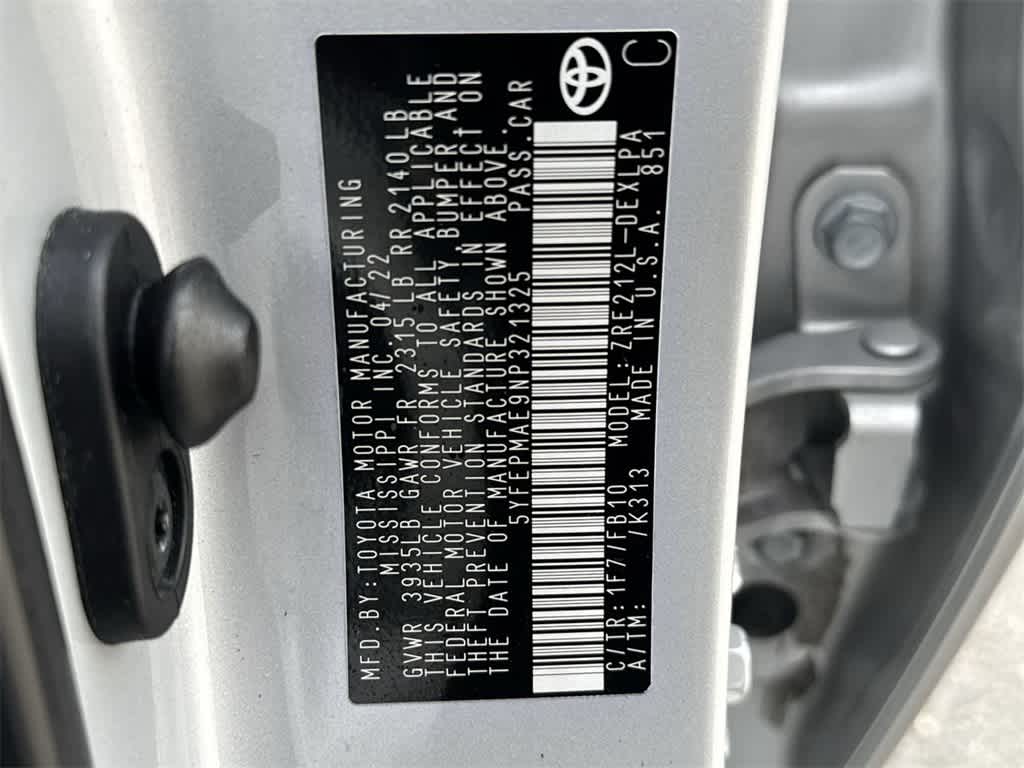 MFD BY:TOYOTA MOTOR MANUFACTURING
MISSISSIPPI INC. 04/22
GVWR 3935LB GAWR FR 2315LB RR 2140LB
THIS VEHICLE CONFORMS TO ALL APPLICABLE
FEDERAL MOTOR VEHICLE SAFETY, BUMPER, AND
THEFT PREVENTION STANDARDS IN EFFECT ON
THE DATE OF MANUFACTURE SHOWN ABOVE.
5YFEPMAE9NP321325 PASS.CAR
C/TR:1F7/FB10 MODEL:ZRE212L-DEXLPA
A/TM: /K313 MADE IN U.S.A. 851
C